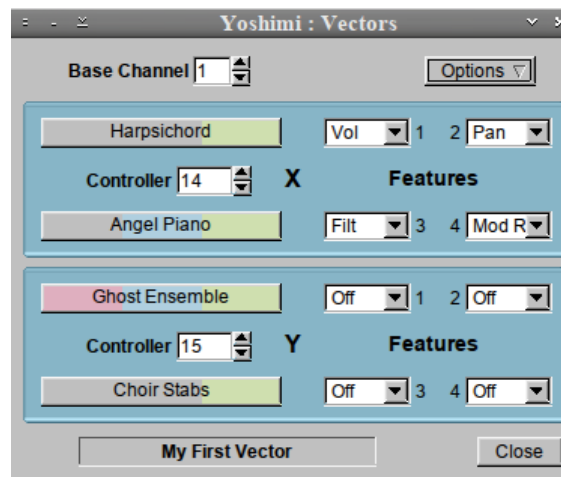 Yoshimi : Vectors
Base Channel 1 Options
Harpsichord Vol 1 2 Pan
Controller 14 X Features
Angel Piano Filt 3 4 Mod R
Ghost Ensemble Off 1 2 Off
Controller 15 Y Features
Choir Stabs Off 3 4 Off
My First Vector Close